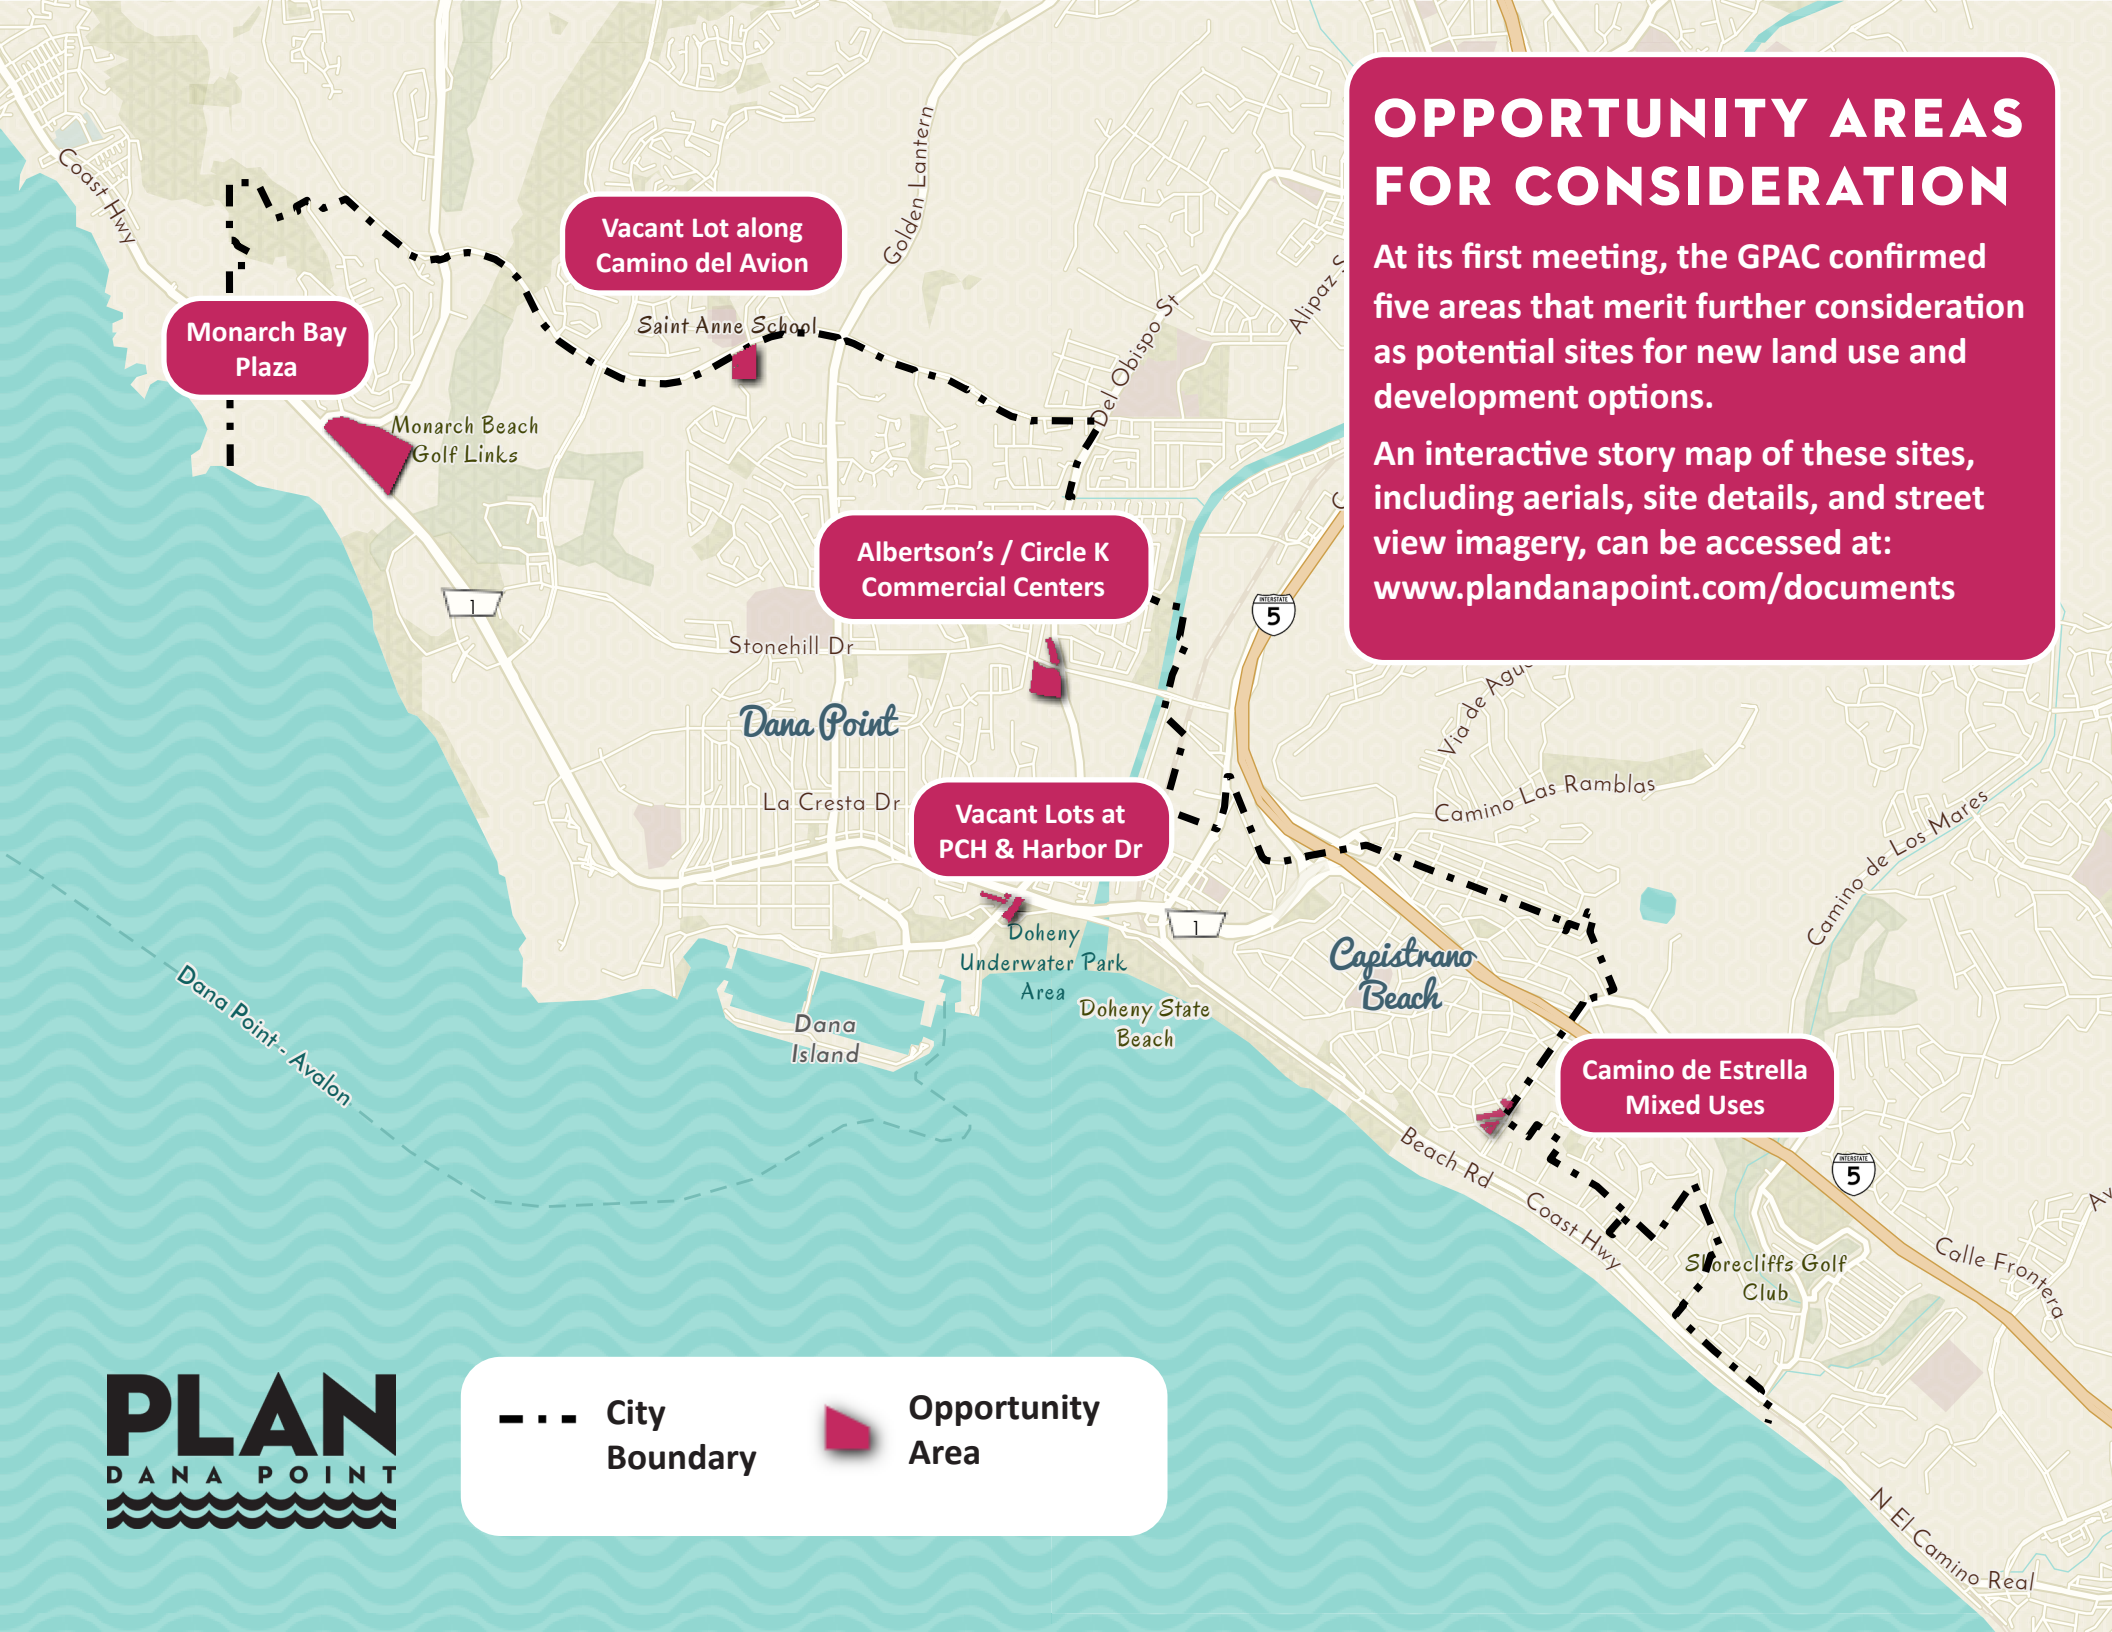 OPPORTUNITY AREAS
FOR CONSIDERATION
At its first meeting, the GPAC confirmed
five areas that merit further consideration
as potential sites for new land use and
development options.
An interactive story map of these sites,
including aerials, site details, and street
view imagery, can be accessed at:
www.plandanapoint.com/documents
Coast Hwy
Golden Lantern
Vacant Lot along
Camino del Avion
Saint Anne School
Monarch Bay
Plaza
Monarch Beach
Golf Links
Del Obispo St
Alipaz S
Albertson's / Circle K
Commercial Centers
1
INTERSTATE
5
Stonehill Dr
Dana Point
Via de Agu
La Cresta Dr
Vacant Lots at
PCH & Harbor Dr
Camino Las Ramblas
Camino de Los Mares
1
Doheny
Underwater Park
Area
Capistrano
Beach
Doheny State
Beach
Dana
Island
Dana Point - Avalon
Camino de Estrella
Mixed Uses
Beach Rd
Coast Hwy
INTERSTATE
5
Av
Calle Frontera
Shorecliffs Golf
Club
N El Camino Real
PLAN
DANA POINT
City
Boundary
Opportunity
Area